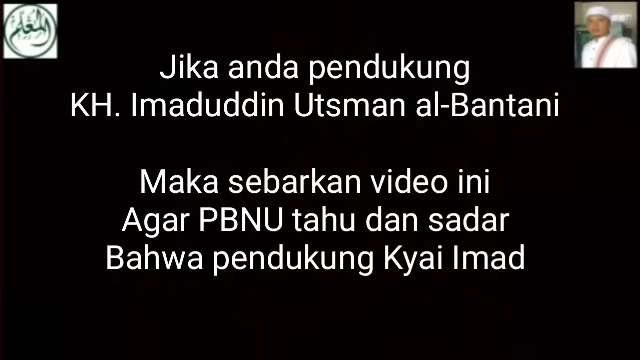 المعلم
Jika anda pendukung
KH. Imaduddin Utsman al-Bantani
Maka sebarkan video ini
Agar PBNU tahu dan sadar
Bahwa pendukung Kyai Imad